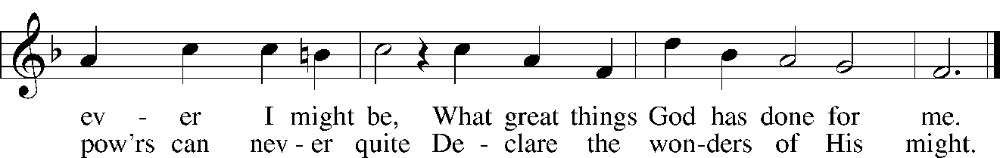 ev - er I might be, What great things God has done for me.
pow'rs can nev - er quite De - clare the won-ders of His might.